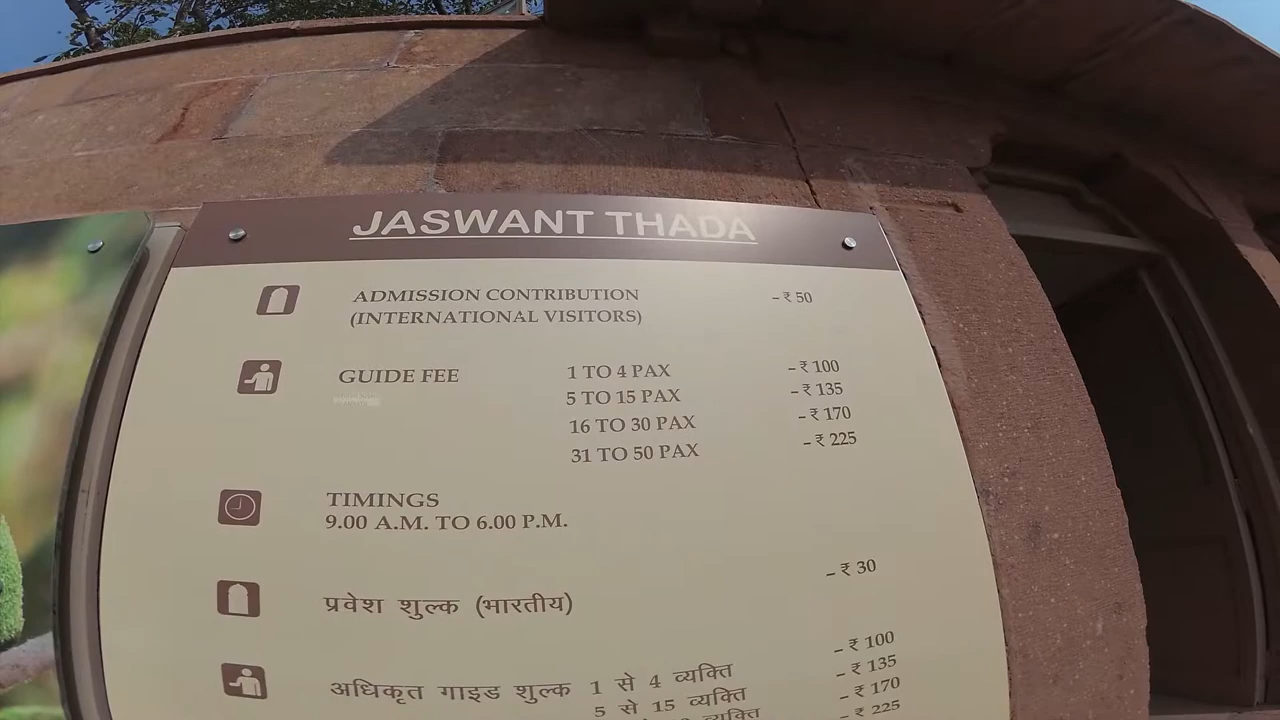 JASWANT THADA
ADMISSION CONTRIBUTION - ₹ 50
(INTERNATIONAL VISITORS)
GUIDE FEE 1 TO 4 PAX - ₹ 100
5 TO 15 PAX - ₹ 135
16 TO 30 PAX - ₹ 170
31 TO 50 PAX - ₹ 225
TIMINGS
9.00 A.M. TO 6.00 P.M.
प्रवेश शुल्क (भारतीय) - ₹ 30
अधिकृत गाइड शुल्क 1 से 4 व्यक्ति - ₹ 100
5 से 15 व्यक्ति - ₹ 135
व्यक्ति - ₹ 170
- ₹ 225